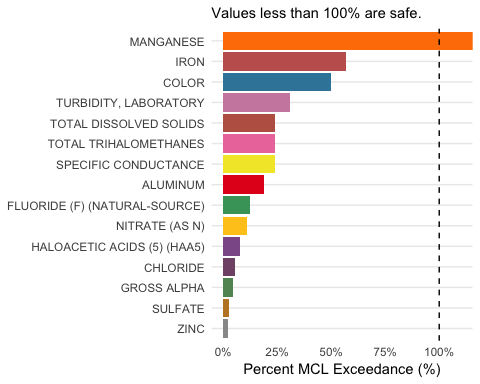 Values less than 100% are safe.
MANGANESE
IRON
COLOR
TURBIDITY, LABORATORY
TOTAL DISSOLVED SOLIDS
TOTAL TRIHALOMETHANES
SPECIFIC CONDUCTANCE
ALUMINUM
FLUORIDE (F) (NATURAL-SOURCE)
NITRATE (AS N)
HALOACETIC ACIDS (5) (HAA5)
CHLORIDE
GROSS ALPHA
SULFATE
ZINC
0% 25% 50% 75% 100%
Percent MCL Exceedance (%)